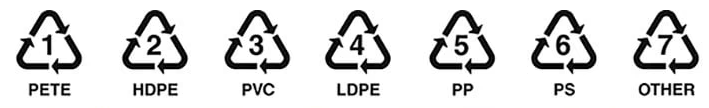 1 2 3 4 5 6 7
PETE HDPE PVC LDPE PP PS OTHER